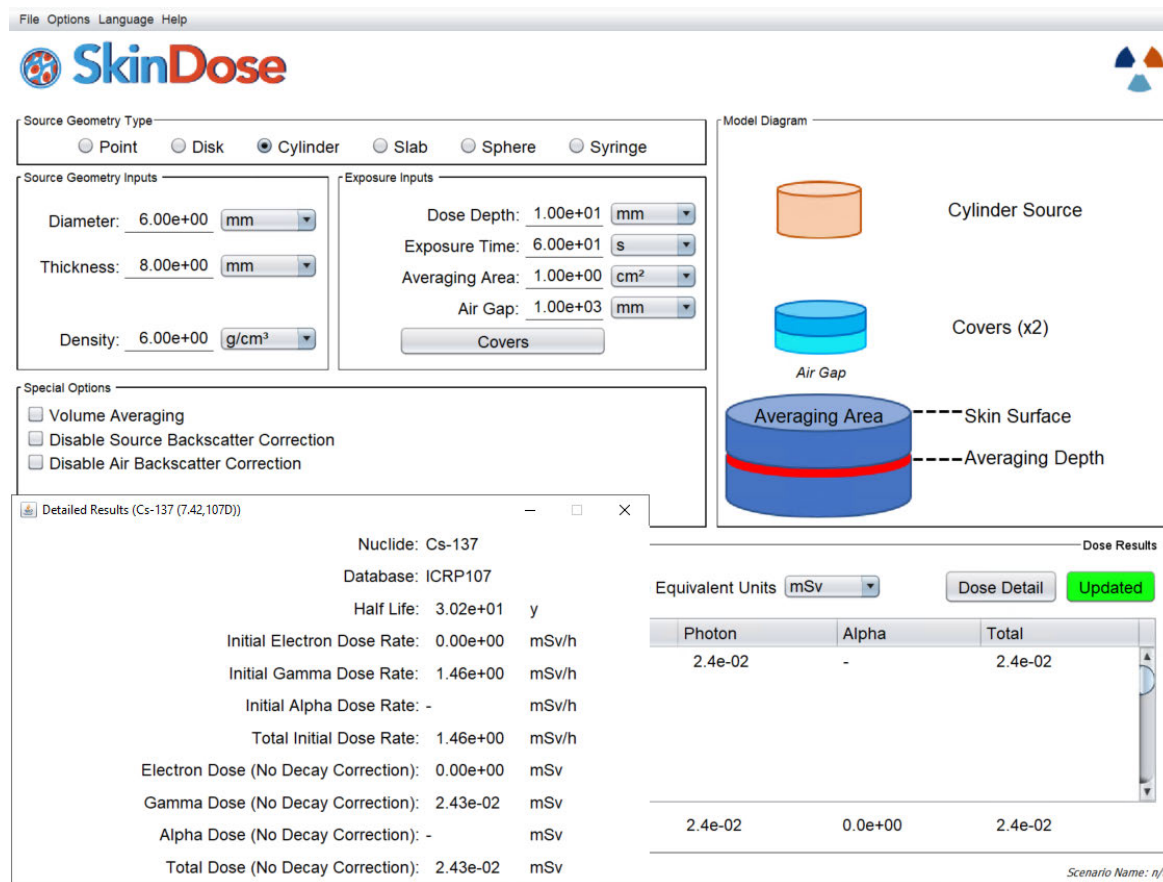 File Options Language Help
SkinDose
Source Geometry Type
Point Disk Cylinder Slab Sphere Syringe
Source Geometry Inputs
Diameter: 6.00e+00 mm
Thickness: 8.00e+00 mm
Density: 6.00e+00 g/cm³
Exposure Inputs
Dose Depth: 1.00e+01 mm
Exposure Time: 6.00e+01 s
Averaging Area: 1.00e+00 cm²
Air Gap: 1.00e+03 mm
Covers
Special Options
Volume Averaging
Disable Source Backscatter Correction
Disable Air Backscatter Correction
Model Diagram
Cylinder Source
Covers (x2)
Air Gap
Averaging Area
Skin Surface
Averaging Depth
Detailed Results (Cs-137 (7.42,107D))
Nuclide: Cs-137
Database: ICRP107
Half Life: 3.02e+01 y
Initial Electron Dose Rate: 0.00e+00 mSv/h
Initial Gamma Dose Rate: 1.46e+00 mSv/h
Initial Alpha Dose Rate: - mSv/h
Total Initial Dose Rate: 1.46e+00 mSv/h
Electron Dose (No Decay Correction): 0.00e+00 mSv
Gamma Dose (No Decay Correction): 2.43e-02 mSv
Alpha Dose (No Decay Correction): - mSv
Total Dose (No Decay Correction): 2.43e-02 mSv
Dose Results
Equivalent Units mSv Dose Detail Updated
Photon Alpha Total
2.4e-02 - 2.4e-02
2.4e-02 0.0e+00 2.4e-02
Scenario Name: n/